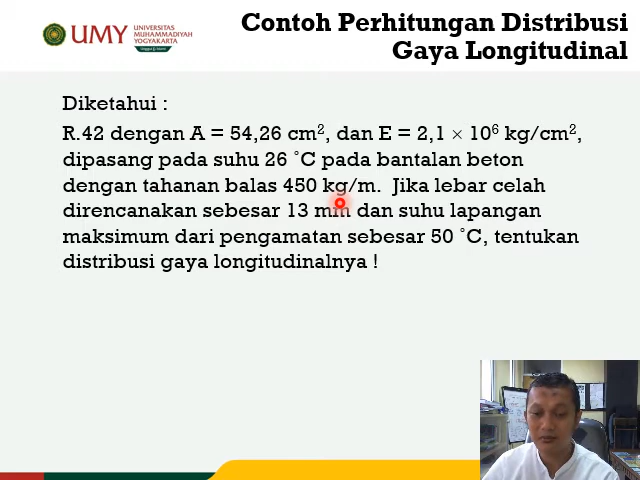 UMY
UNIVERSITAS
MUHAMMADIYAH
YOGYAKARTA
Unggul & Islami
Contoh Perhitungan Distribusi
Gaya Longitudinal
Diketahui :
R.42 dengan A = 54,26 cm², dan E = 2,1 × 10⁶ kg/cm²,
dipasang pada suhu 26 ˚C pada bantalan beton
dengan tahanan balas 450 kg/m. Jika lebar celah
direncanakan sebesar 13 mm dan suhu lapangan
maksimum dari pengamatan sebesar 50 ˚C, tentukan
distribusi gaya longitudinalnya !